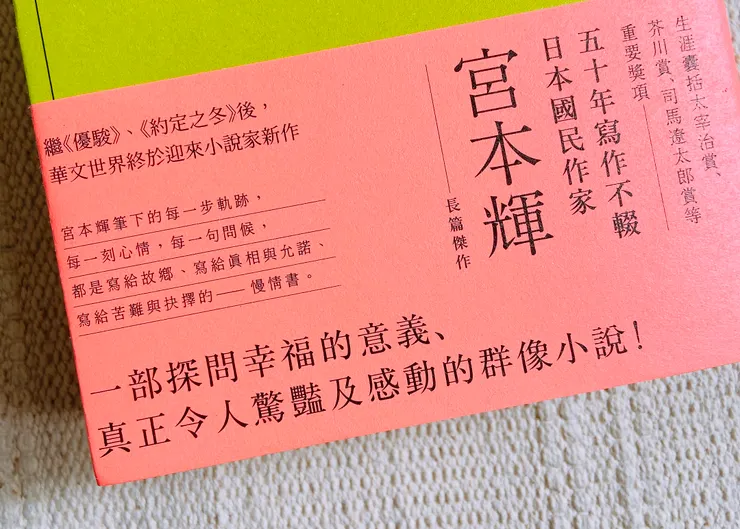 生涯囊括太宰治賞、
芥川賞、司馬遼太郎賞等
重要獎項
五十年寫作不輟
日本國民作家
宮本輝
長篇傑作
繼《優駿》、《約定之冬》後，
華文世界終於迎來小說家新作
宮本輝筆下的每一步軌跡，
每一刻心情，每一句問候，
都是寫給故鄉、寫給真相與允諾、
寫給苦難與抉擇的——慢情書。
一部探問幸福的意義、
真正令人驚豔及感動的群像小說！